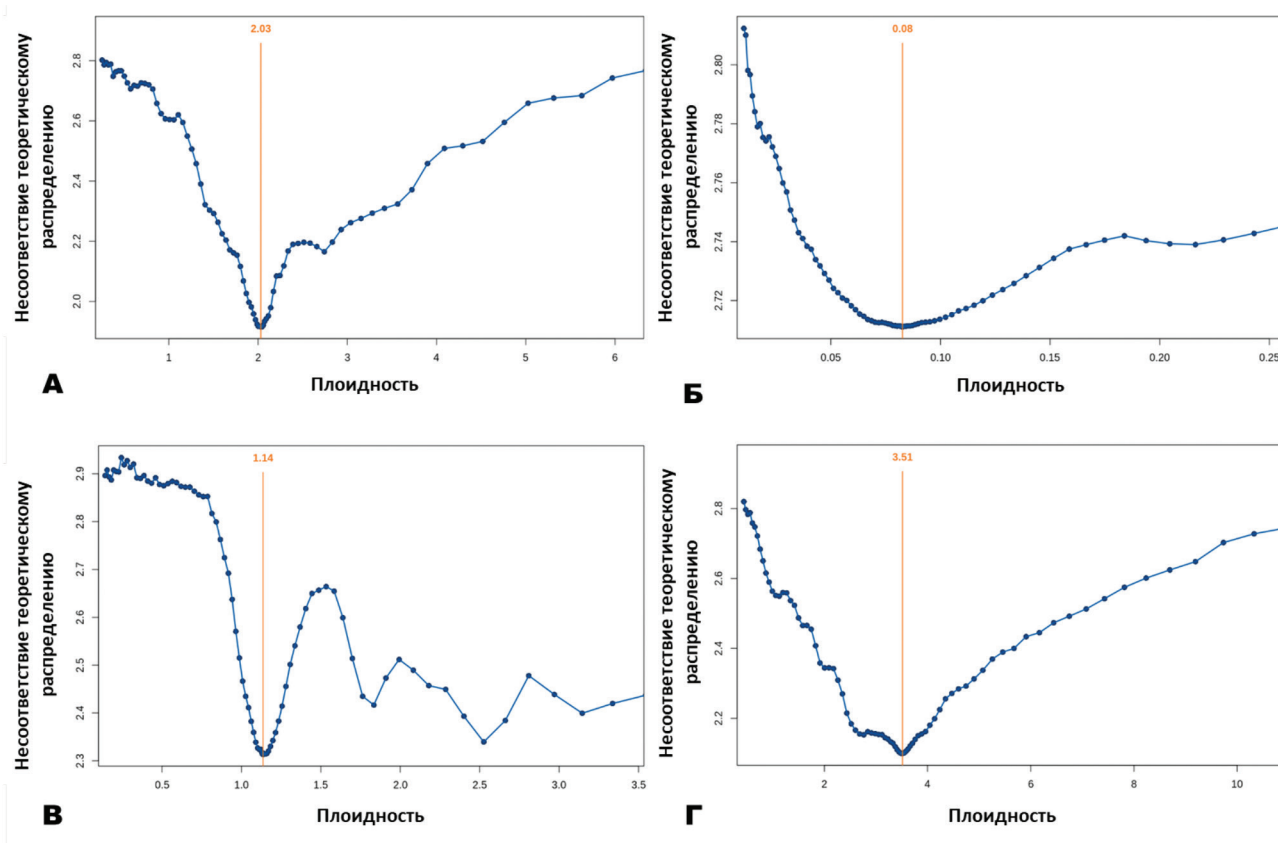 2.03
Несоответствие теоретическому
распределению
2.8
2.6
2.4
2.2
2.0
1 2 3 4 5 6
А
Плоидность
0.08
Несоответствие теоретическому
распределению
2.80
2.78
2.76
2.74
2.72
0.05 0.10 0.15 0.20 0.25
Б
Плоидность
1.14
Несоответствие теоретическому
распределению
2.9
2.8
2.7
2.6
2.5
2.4
2.3
0.5 1.0 1.5 2.0 2.5 3.0 3.5
В
Плоидность
3.51
Несоответствие теоретическому
распределению
2.8
2.6
2.4
2.2
2 4 6 8 10
Г
Плоидность